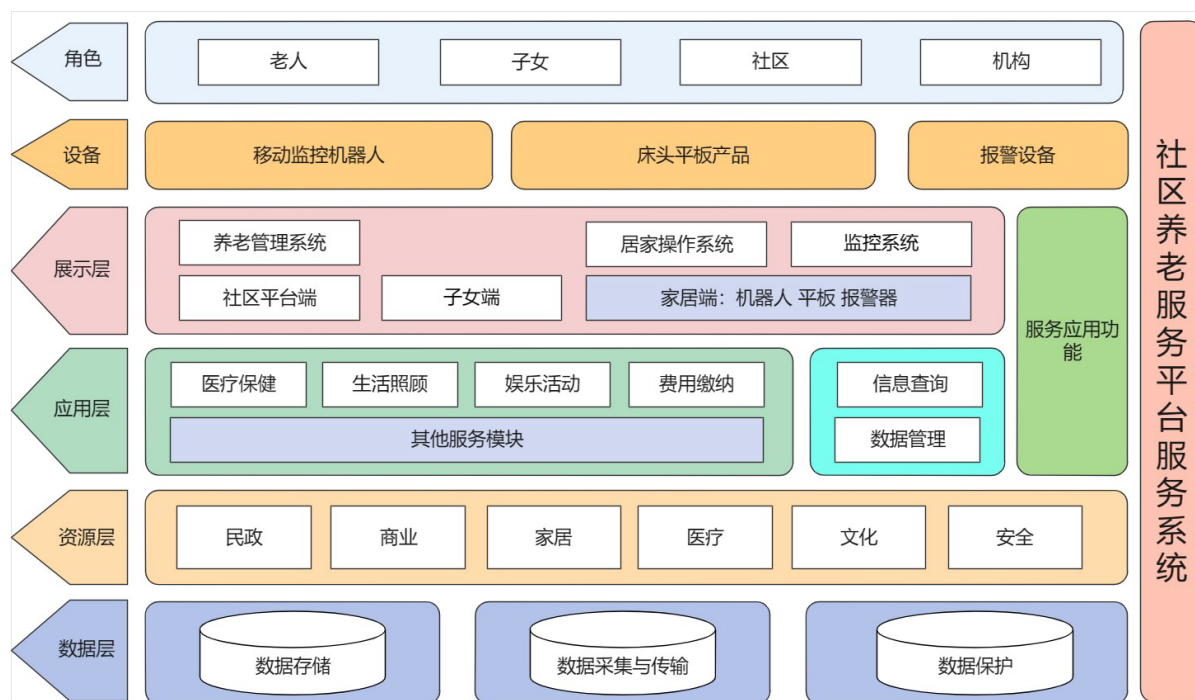 角色
老人
子女
社区
机构
设备
移动监控机器人
床头平板产品
报警设备
展示层
养老管理系统
居家操作系统
监控系统
社区平台端
子女端
家居端：机器人 平板 报警器
服务应用功
能
应用层
医疗保健
生活照顾
娱乐活动
费用缴纳
信息查询
其他服务模块
数据管理
资源层
民政
商业
家居
医疗
文化
安全
数据层
数据存储
数据采集与传输
数据保护
社区养老服务平台服务系统